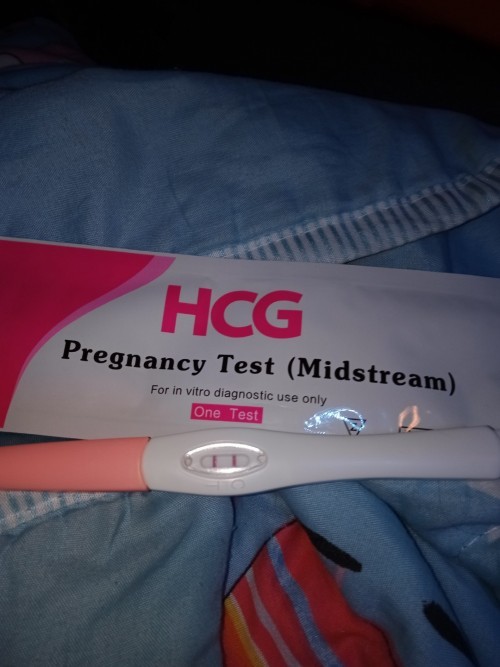 HCG
Pregnancy Test (Midstream)
For in vitro diagnostic use only
One Test